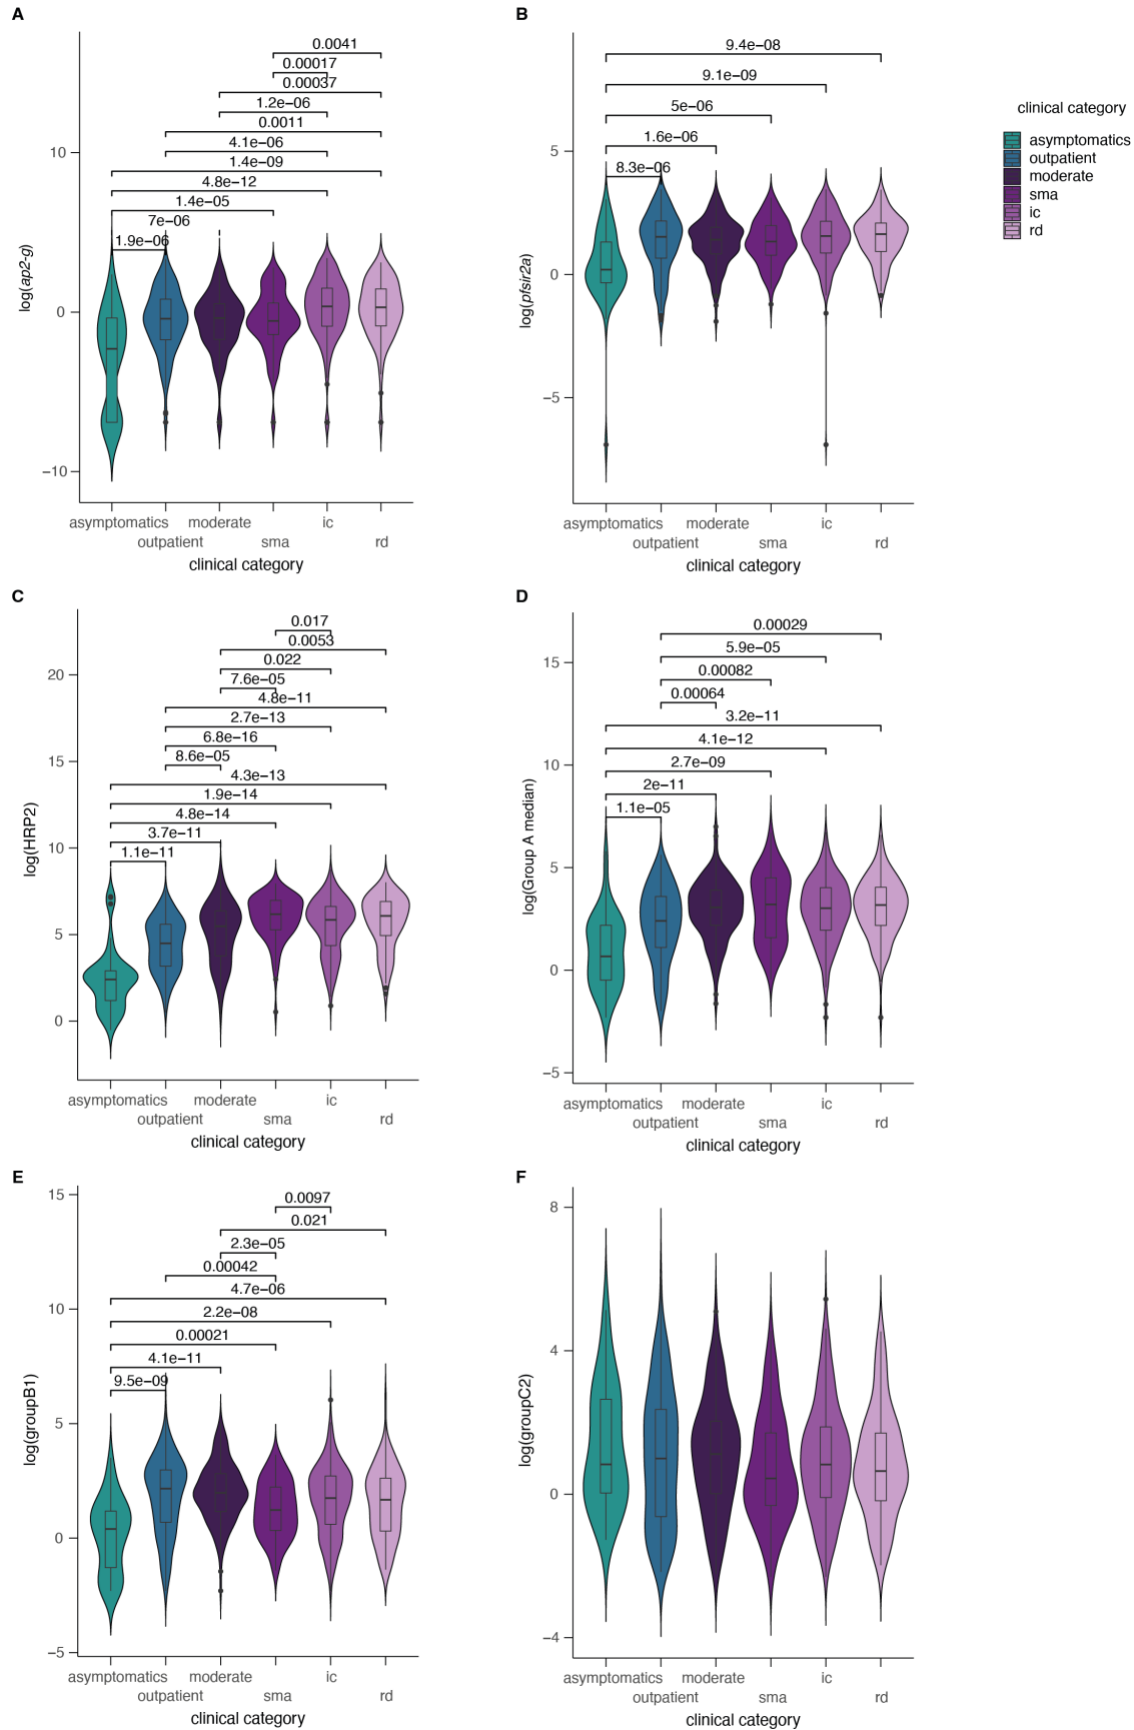 A
0.0041
0.00017
0.00037
1.2e−06
0.0011
4.1e−06
1.4e−09
4.8e−12
1.4e−05
7e−06
1.9e−06
10
0
−10
log(ap2-g)
asymptomatics moderate ic
outpatient sma rd
clinical category
B
9.4e−08
9.1e−09
5e−06
1.6e−06
8.3e−06
5
0
−5
log(pfsir2a)
asymptomatics moderate ic
outpatient sma rd
clinical category
clinical category
asymptomatics
outpatient
moderate
sma
ic
rd
C
0.017
0.0053
0.022
7.6e−05
4.8e−11
2.7e−13
6.8e−16
8.6e−05
4.3e−13
1.9e−14
4.8e−14
3.7e−11
1.1e−11
20
15
10
5
0
log(HRP2)
asymptomatics moderate ic
outpatient sma rd
clinical category
D
0.00029
5.9e−05
0.00082
0.00064
3.2e−11
4.1e−12
2.7e−09
2e−11
1.1e−05
15
10
5
0
−5
log(Group A median)
asymptomatics moderate ic
outpatient sma rd
clinical category
E
0.0097
0.021
2.3e−05
0.00042
4.7e−06
2.2e−08
0.00021
4.1e−11
9.5e−09
15
10
5
0
−5
log(groupB1)
asymptomatics moderate ic
outpatient sma rd
clinical category
F
8
4
0
−4
log(groupC2)
asymptomatics moderate ic
outpatient sma rd
clinical category